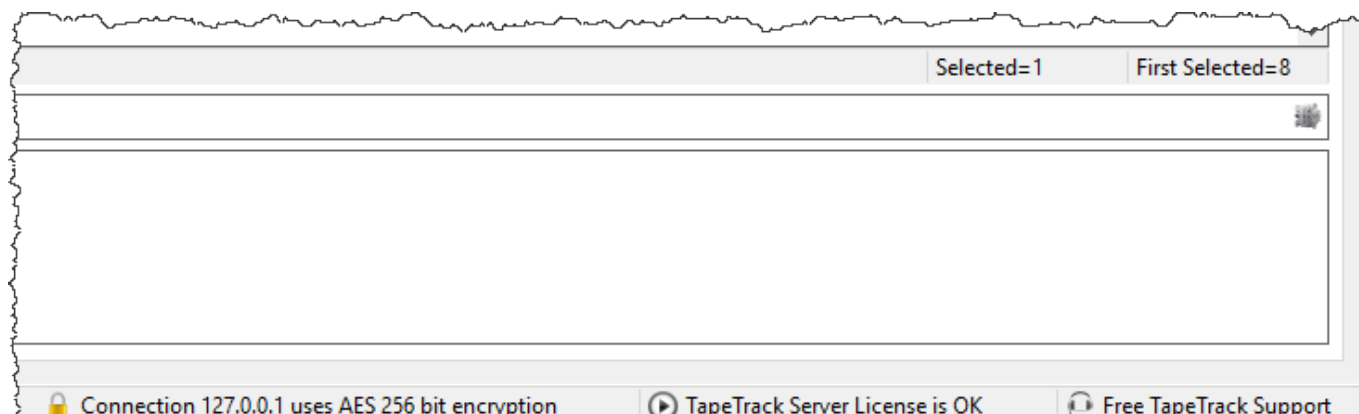 Selected=1 First Selected=8
Connection 127.0.0.1 uses AES 256 bit encryption TapeTrack Server License is OK Free TapeTrack Support